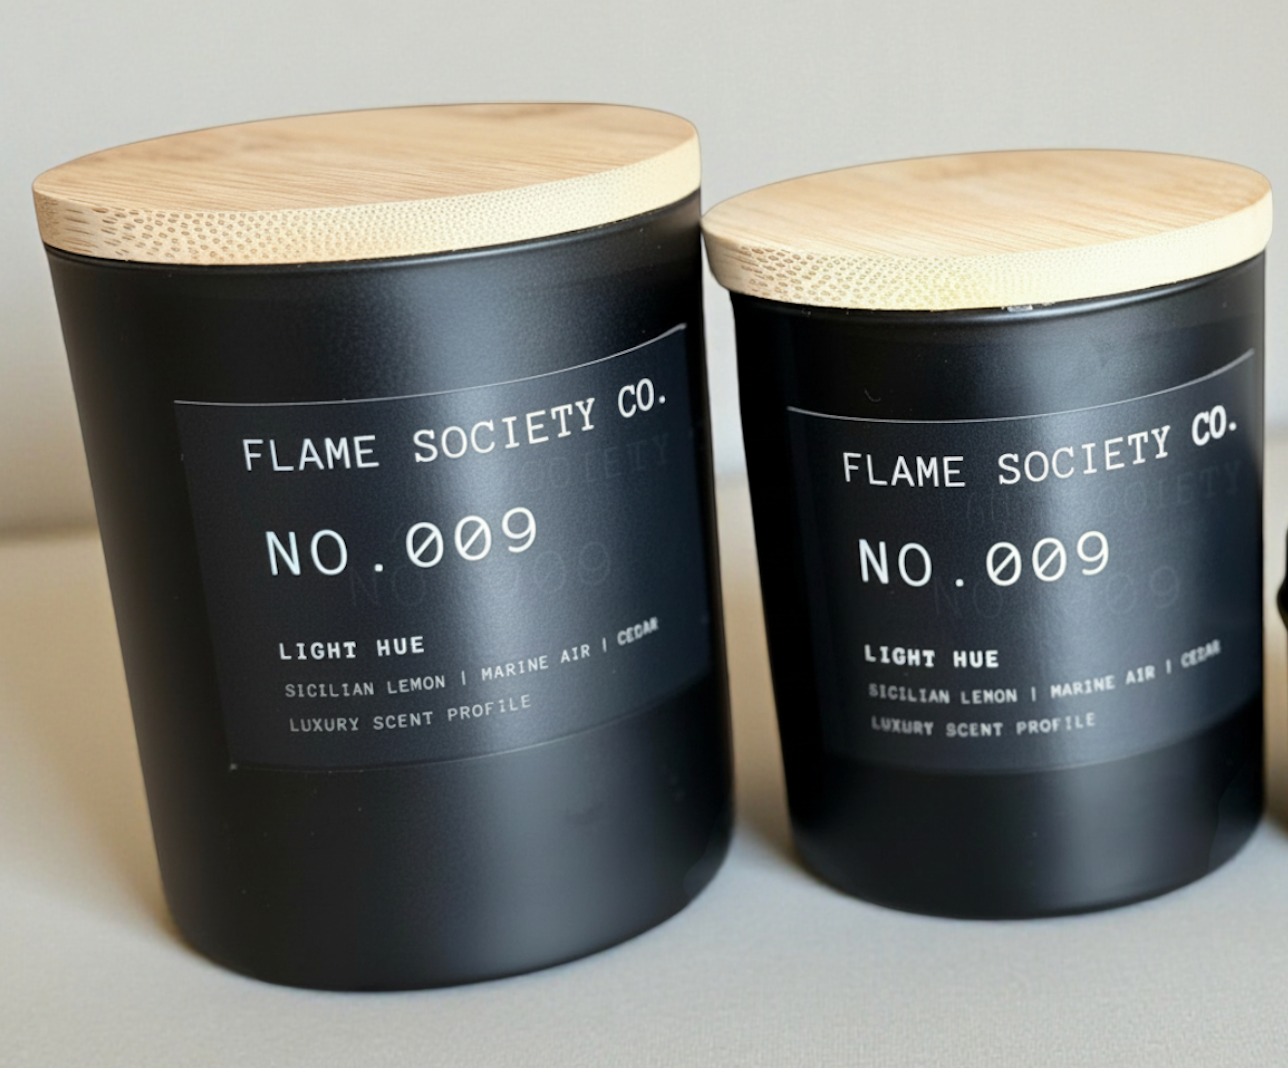 FLAME SOCIETY CO.
NO.009
LIGHT HUE
SICILIAN LEMON | MARINE AIR | CEDAR
LUXURY SCENT PROFILE
FLAME SOCIETY CO.
NO.009
LIGHT HUE
SICILIAN LEMON | MARINE AIR | CEDAR
LUXURY SCENT PROFILE